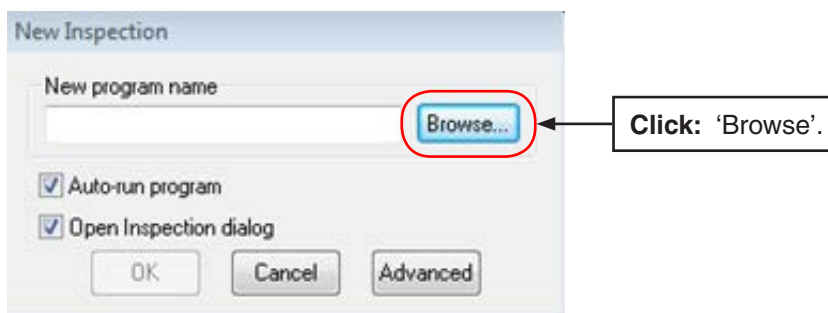 New Inspection
New program name
Browse...
Click: ‘Browse’.
Auto-run program
Open Inspection dialog
OK Cancel Advanced